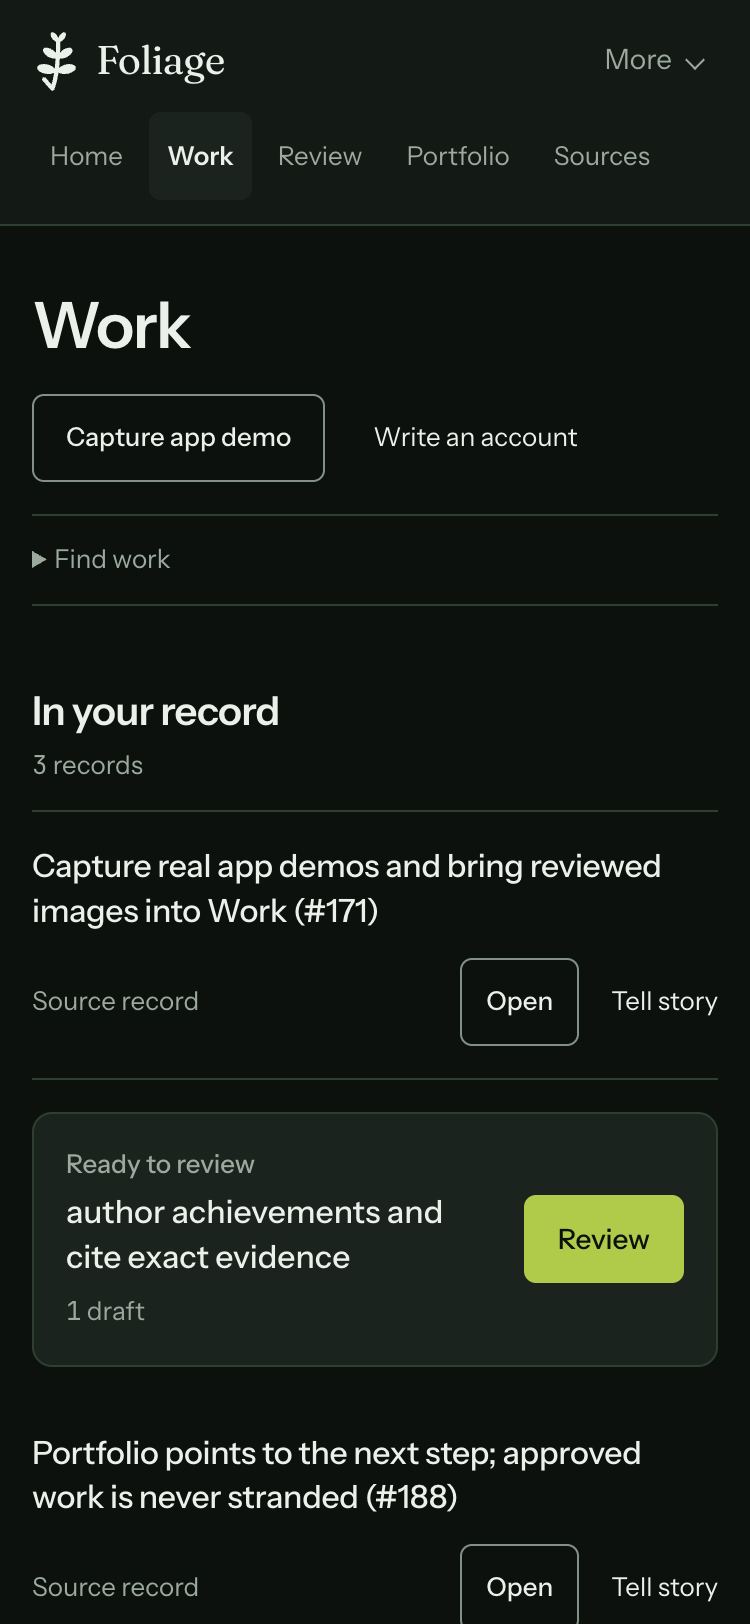 Foliage
More
Home Work Review Portfolio Sources
Work
Capture app demo
Write an account
Find work
In your record
3 records
Capture real app demos and bring reviewed
images into Work (#171)
Source record
Open
Tell story
Ready to review
author achievements and
cite exact evidence
Review
1 draft
Portfolio points to the next step; approved
work is never stranded (#188)
Source record
Open
Tell story